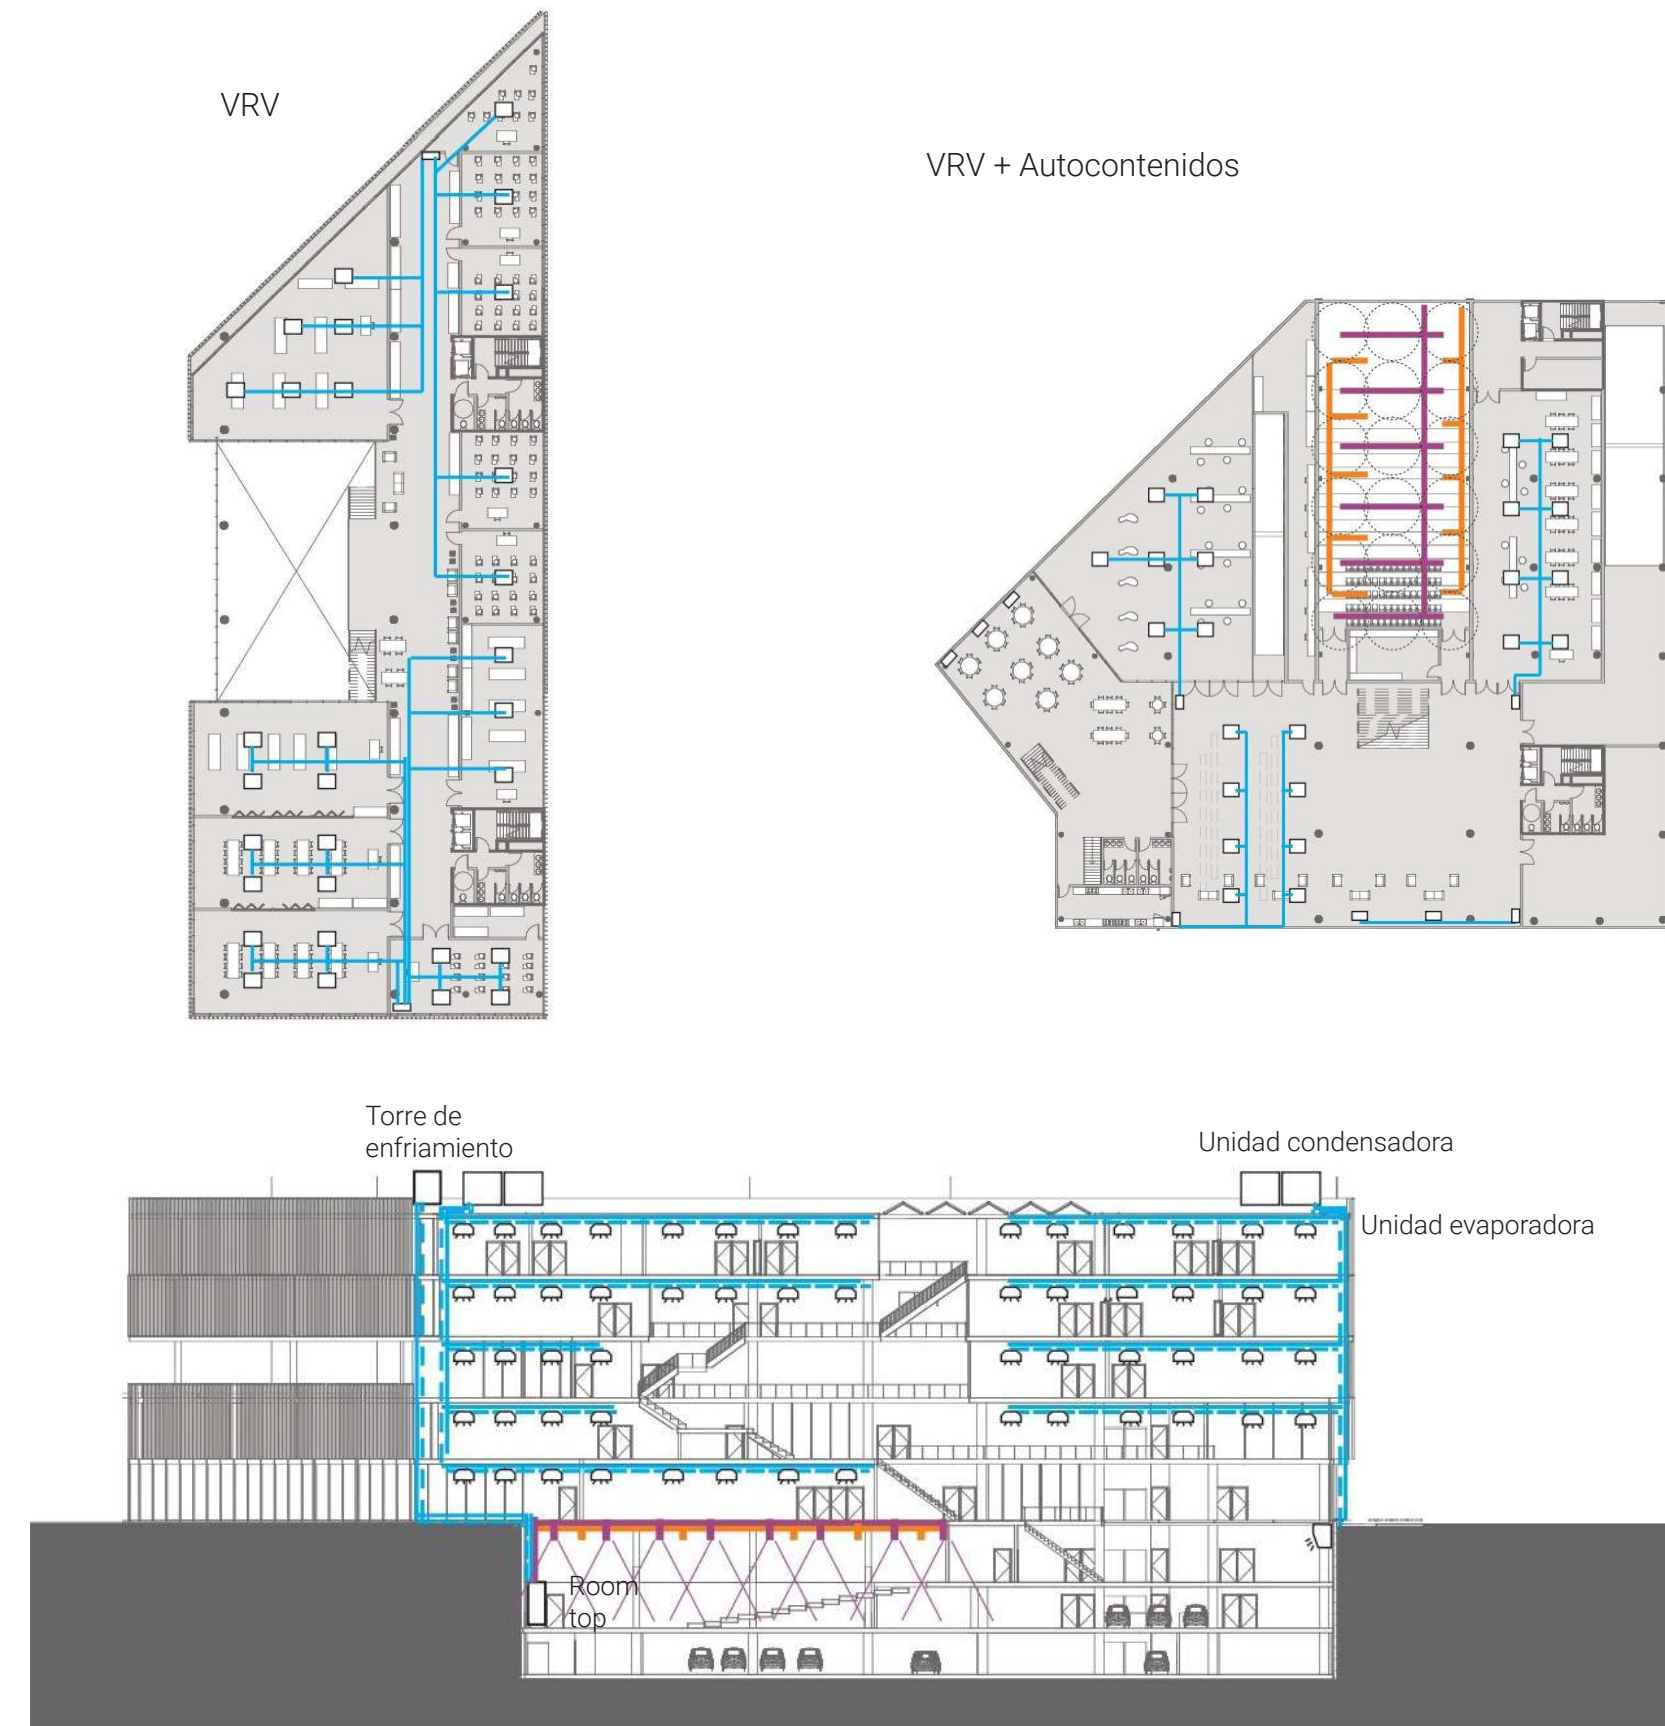 VRV
VRV + Autocontenidos
Torre de
enfriamiento
Unidad condensadora
Unidad evaporadora
Room
top